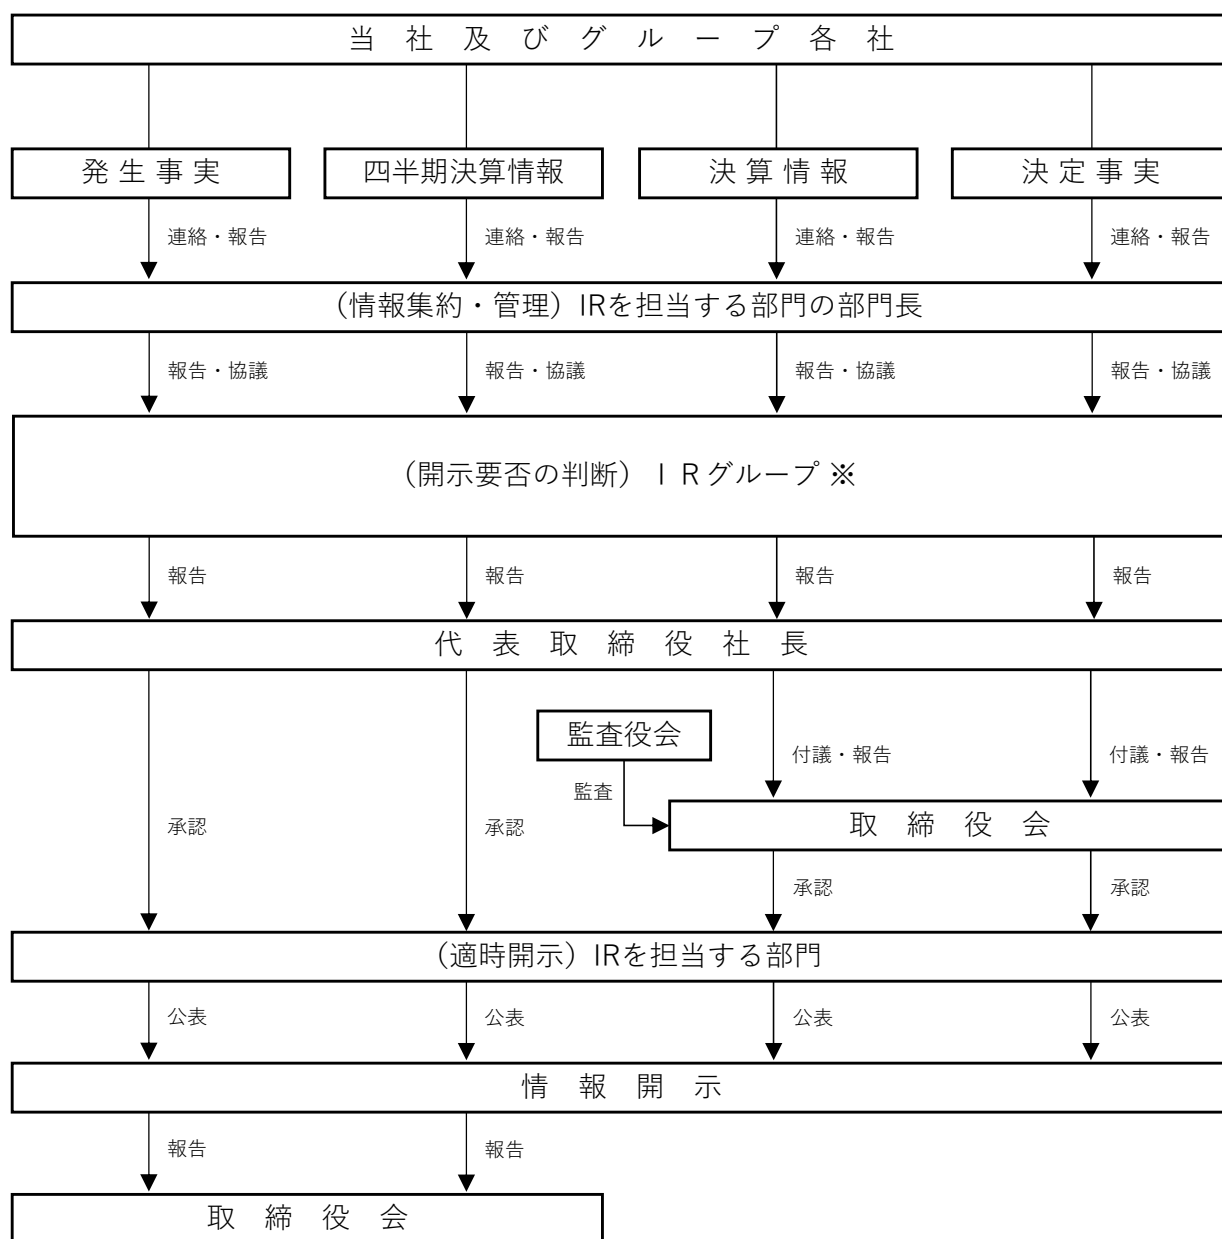 当社及びグループ各社
発生事実 四半期決算情報 決算情報 決定事実
連絡・報告 連絡・報告 連絡・報告 連絡・報告
（情報集約・管理）IRを担当する部門の部門長
報告・協議 報告・協議 報告・協議 報告・協議
（開示要否の判断）ＩＲグループ※
報告 報告 報告 報告
代表取締役社長
監査役会
付議・報告 付議・報告
監査
取締役会
承認 承認
承認 承認
（適時開示）IRを担当する部門
公表 公表 公表 公表
情報開示
報告 報告
取締役会